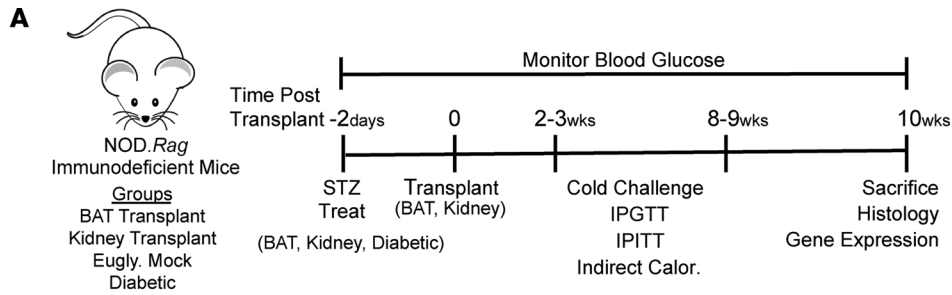 A
Monitor Blood Glucose
Time Post
Transplant -2days 0 2-3wks 8-9wks 10wks
NOD.Rag
Immunodeficient Mice
Groups
BAT Transplant
Kidney Transplant
Eugly. Mock
Diabetic
STZ
Treat
(BAT, Kidney, Diabetic)
Transplant
(BAT, Kidney)
Cold Challenge
IPGTT
IPITT
Indirect Calor.
Sacrifice
Histology
Gene Expression